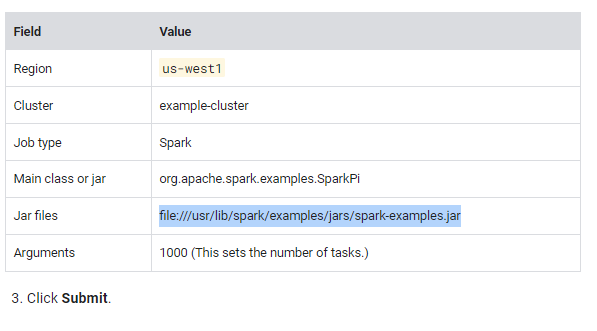 Field Value
Region us-west1
Cluster example-cluster
Job type Spark
Main class or jar org.apache.spark.examples.SparkPi
Jar files file:///usr/lib/spark/examples/jars/spark-examples.jar
Arguments 1000 (This sets the number of tasks.)
3. Click Submit.